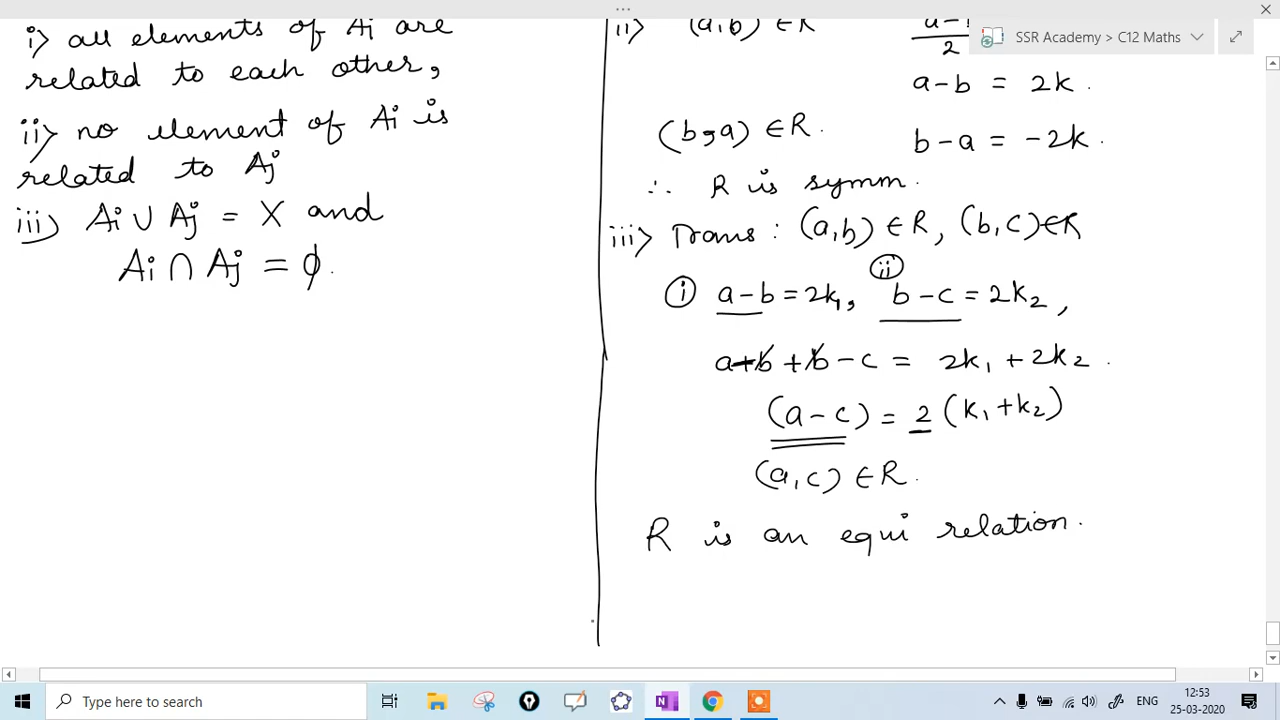 i) all elements of Ai are
related to each other,
ii) no element of Ai is
related to Aj
iii) Ai ∪ Aj = X and
Ai ∩ Aj = ϕ.
ii) (a,b) ∈ R
2
a-b = 2k.
(b,a) ∈ R.
b-a = -2k.
∴ R is symm.
iii) Trans : (a,b) ∈ R, (b,c) ∈ R
(i) a-b = 2k₁, (ii) b-c = 2k₂,
a-b + b-c = 2k₁ + 2k₂.
(a-c) = 2(k₁+k₂)
(a,c) ∈ R.
R is an equi relation.
SSR Academy > C12 Maths
Type here to search
12:53
ENG
25-03-2020